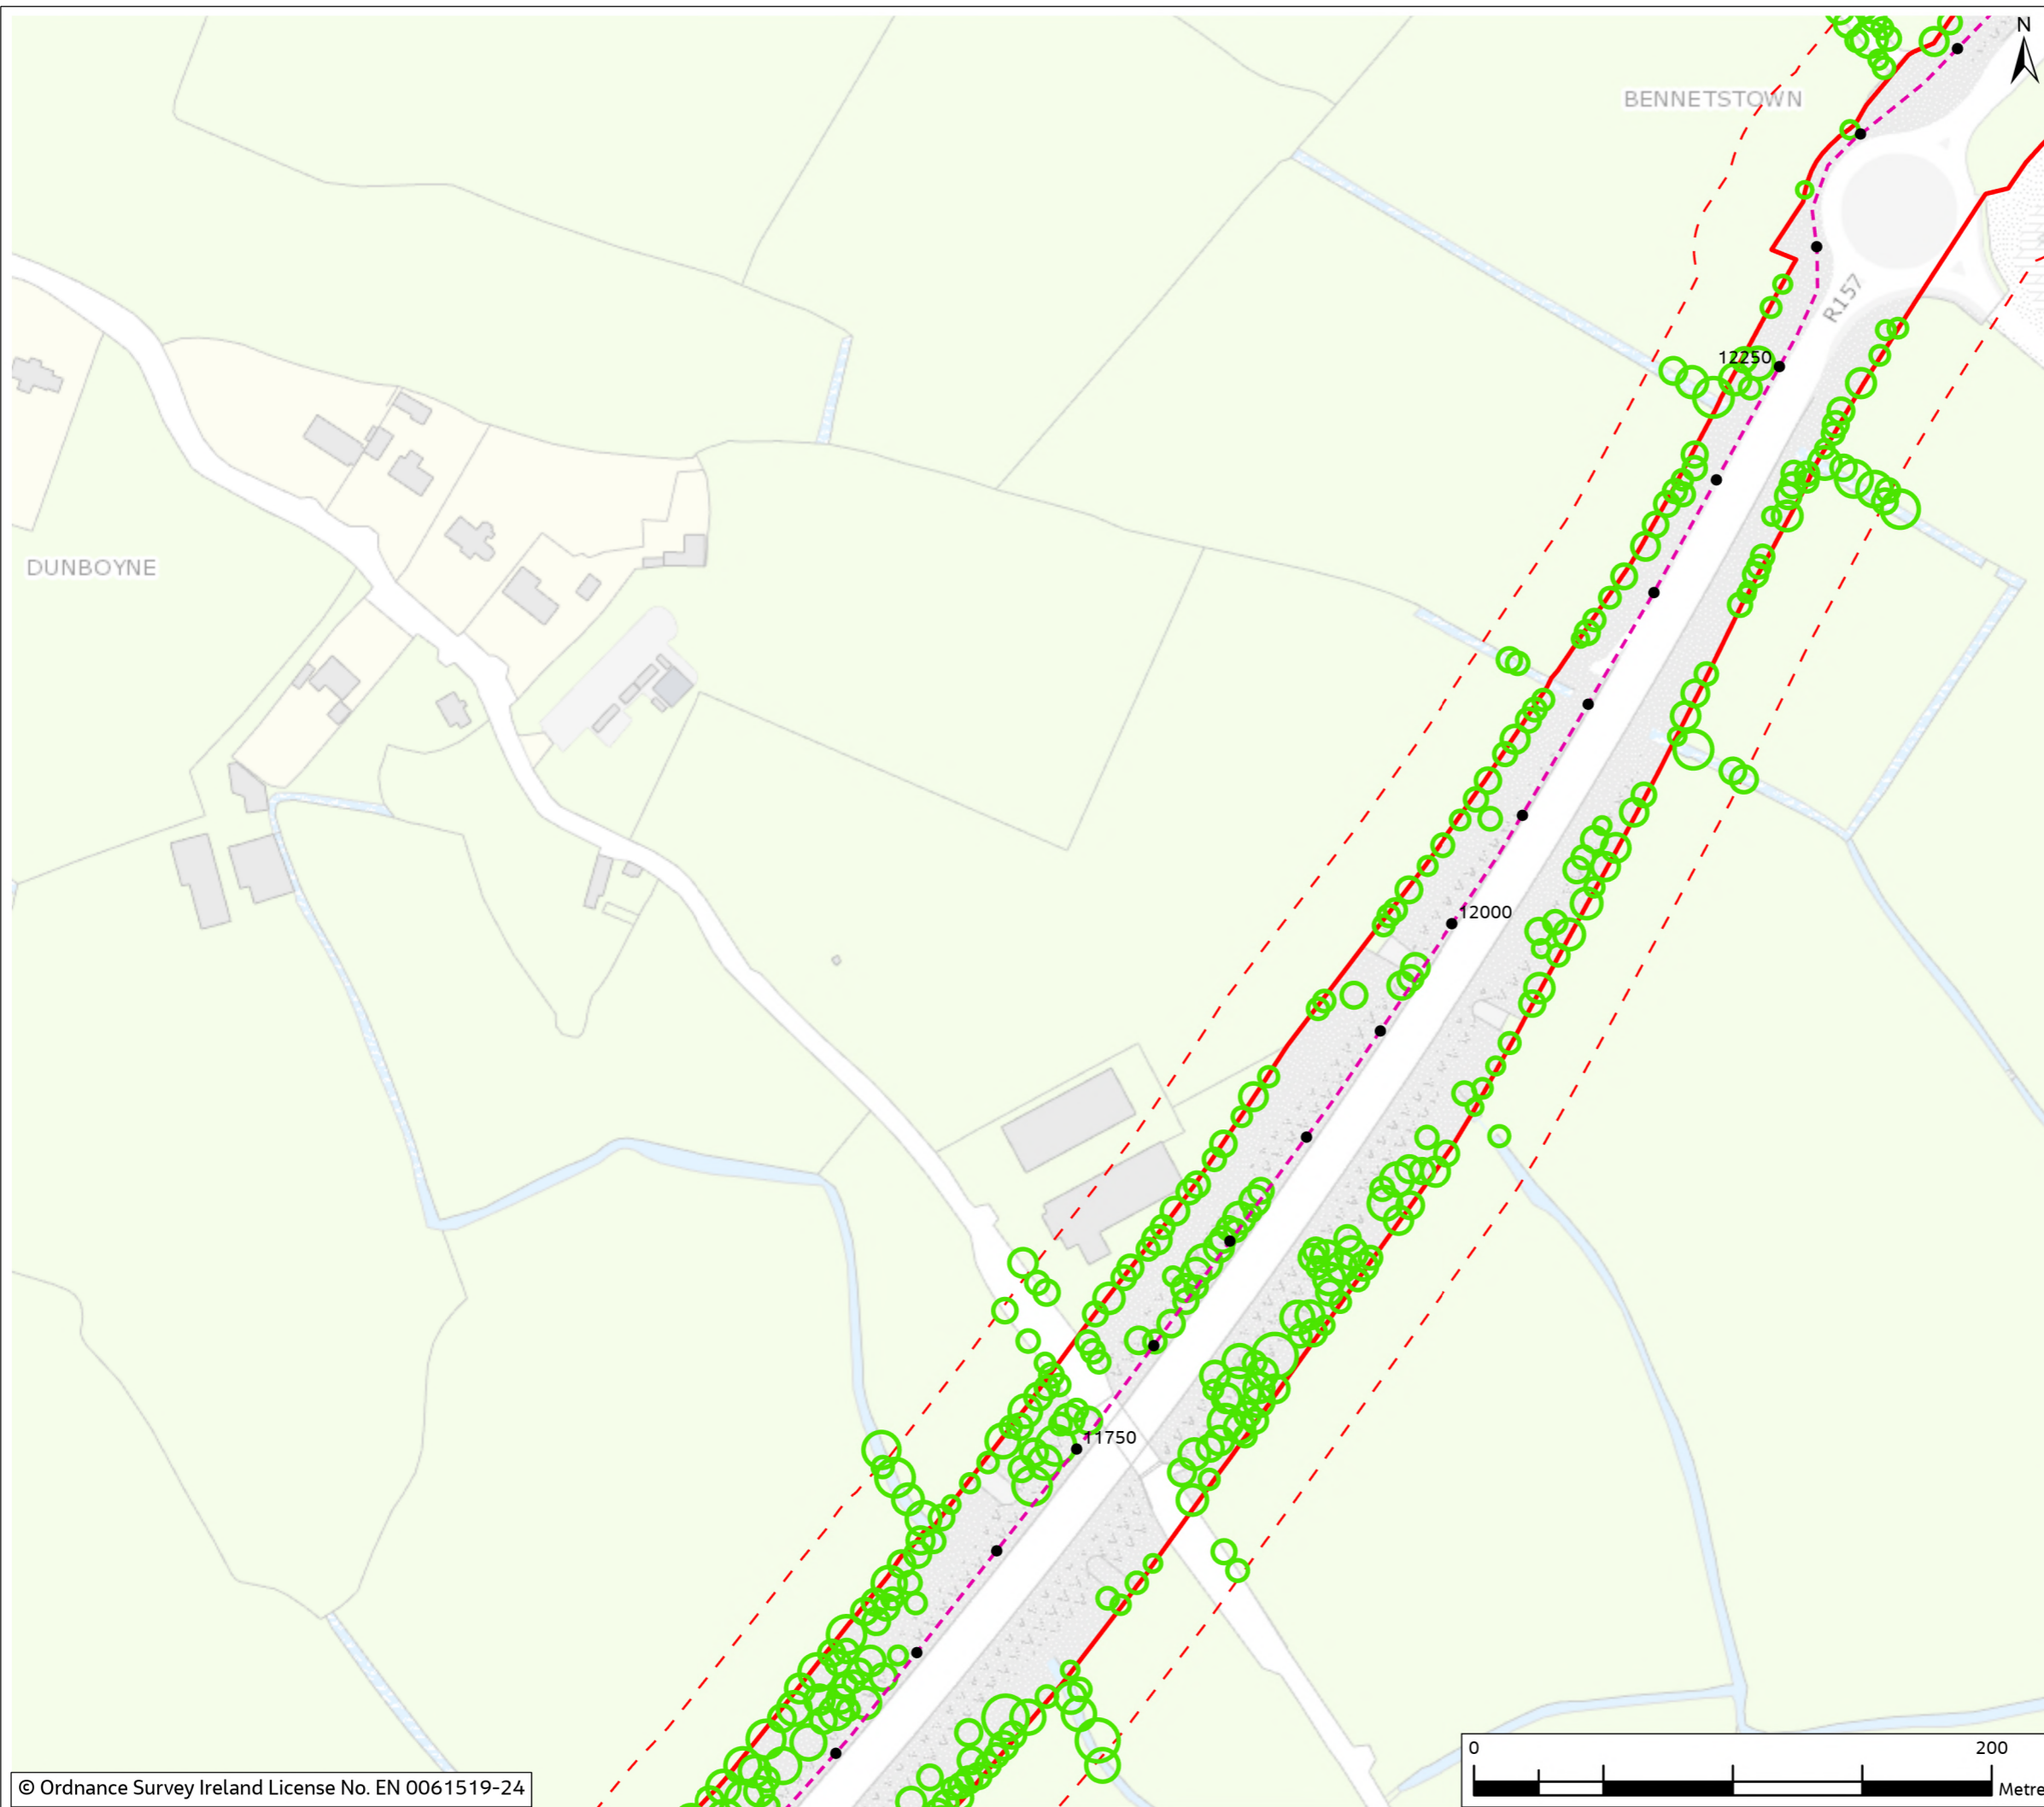 N
BENNETSTOWN
R157
12250
DUNBOYNE
12000
11750
0 200
Metre
© Ordnance Survey Ireland License No. EN 0061519-24